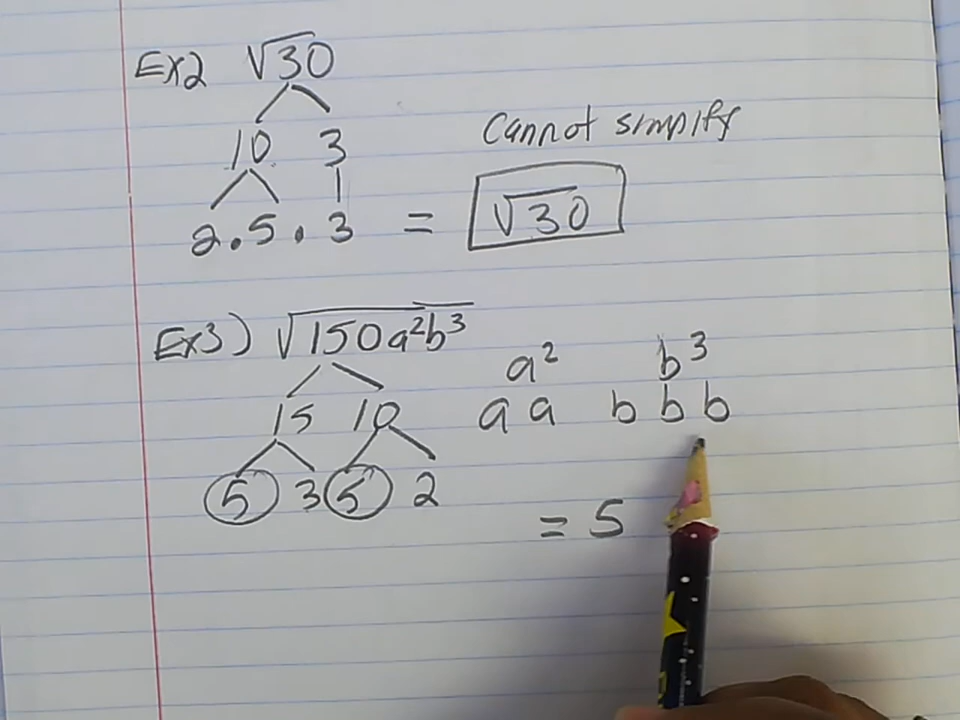 Ex2 √30
10 3
Cannot simplify
2 . 5 . 3 = √30
Ex3) √150a²b³
a² b³
15 10 a a b b b
5 3 5 2
= 5